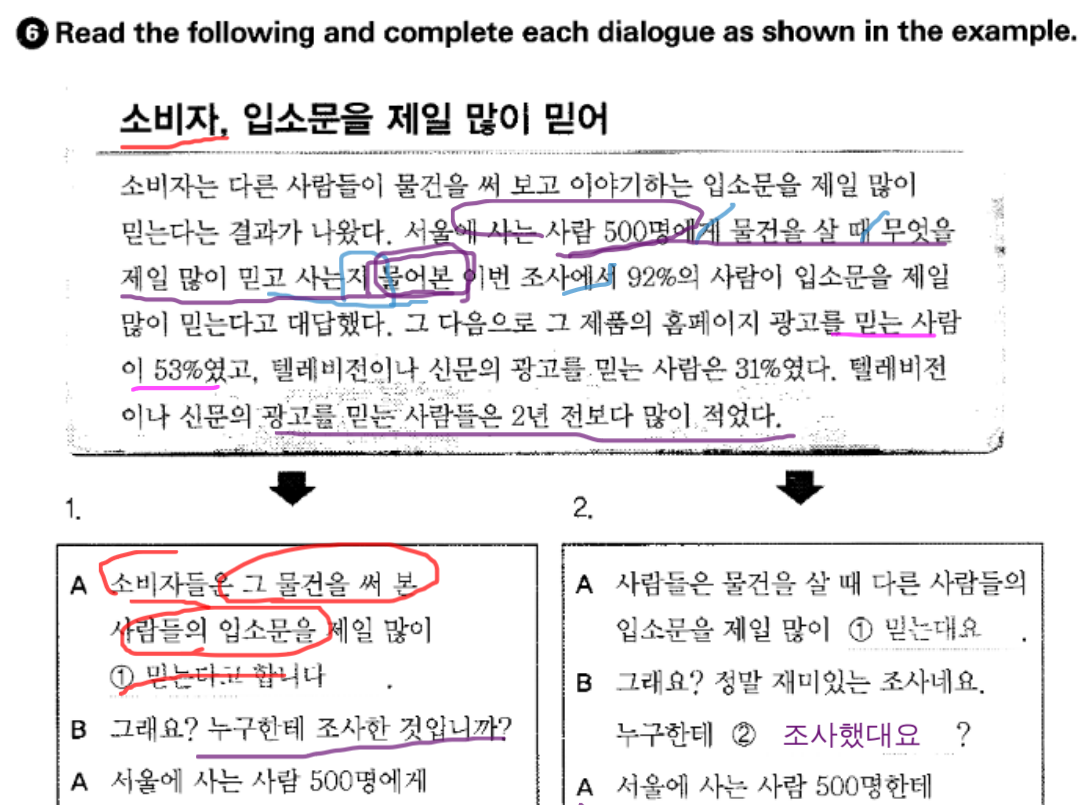 6 Read the following and complete each dialogue as shown in the example.
소비자, 입소문을 제일 많이 믿어
소비자는 다른 사람들이 물건을 써 보고 이야기하는 입소문을 제일 많이
믿는다는 결과가 나왔다. 서울에 사는 사람 500명에게 물건을 살 때 무엇을
제일 많이 믿고 사는지 물어본 이번 조사에서 92%의 사람이 입소문을 제일
많이 믿는다고 대답했다. 그 다음으로 그 제품의 홈페이지 광고를 믿는 사람
이 53%였고, 텔레비전이나 신문의 광고를 믿는 사람은 31%였다. 텔레비전
이나 신문의 광고를 믿는 사람들은 2년 전보다 많이 적었다.
1.
A 소비자들은 그 물건을 써 본
사람들의 입소문을 제일 많이
① 믿는다고 합니다 .
B 그래요? 누구한테 조사한 것입니까?
A 서울에 사는 사람 500명에게
2.
A 사람들은 물건을 살 때 다른 사람들의
입소문을 제일 많이 ① 믿는대요 .
B 그래요? 정말 재미있는 조사네요.
누구한테 ② 조사했대요 ?
A 서울에 사는 사람 500명한테